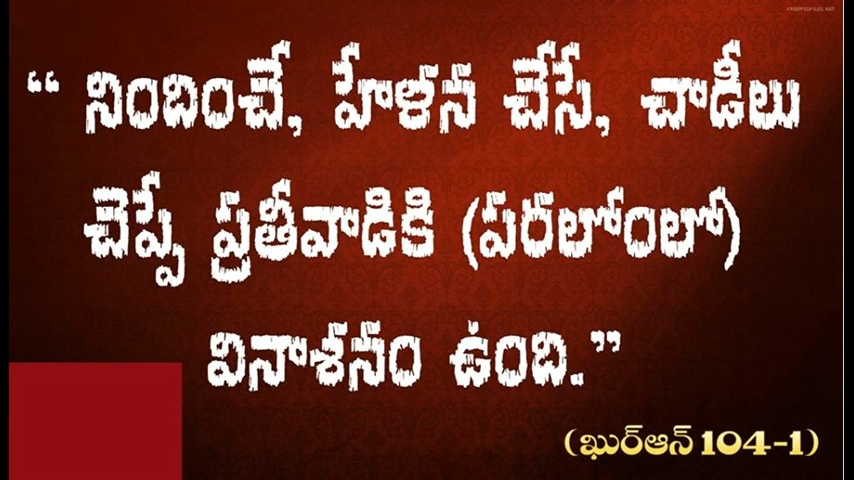 “ నిందించే, హేళన చేసే, చాడీలు
చెప్పే ప్రతీవాడికి (పరలోంలో)
వినాశనం ఉంది.”
(ఖుర్ఆన్ 104-1)